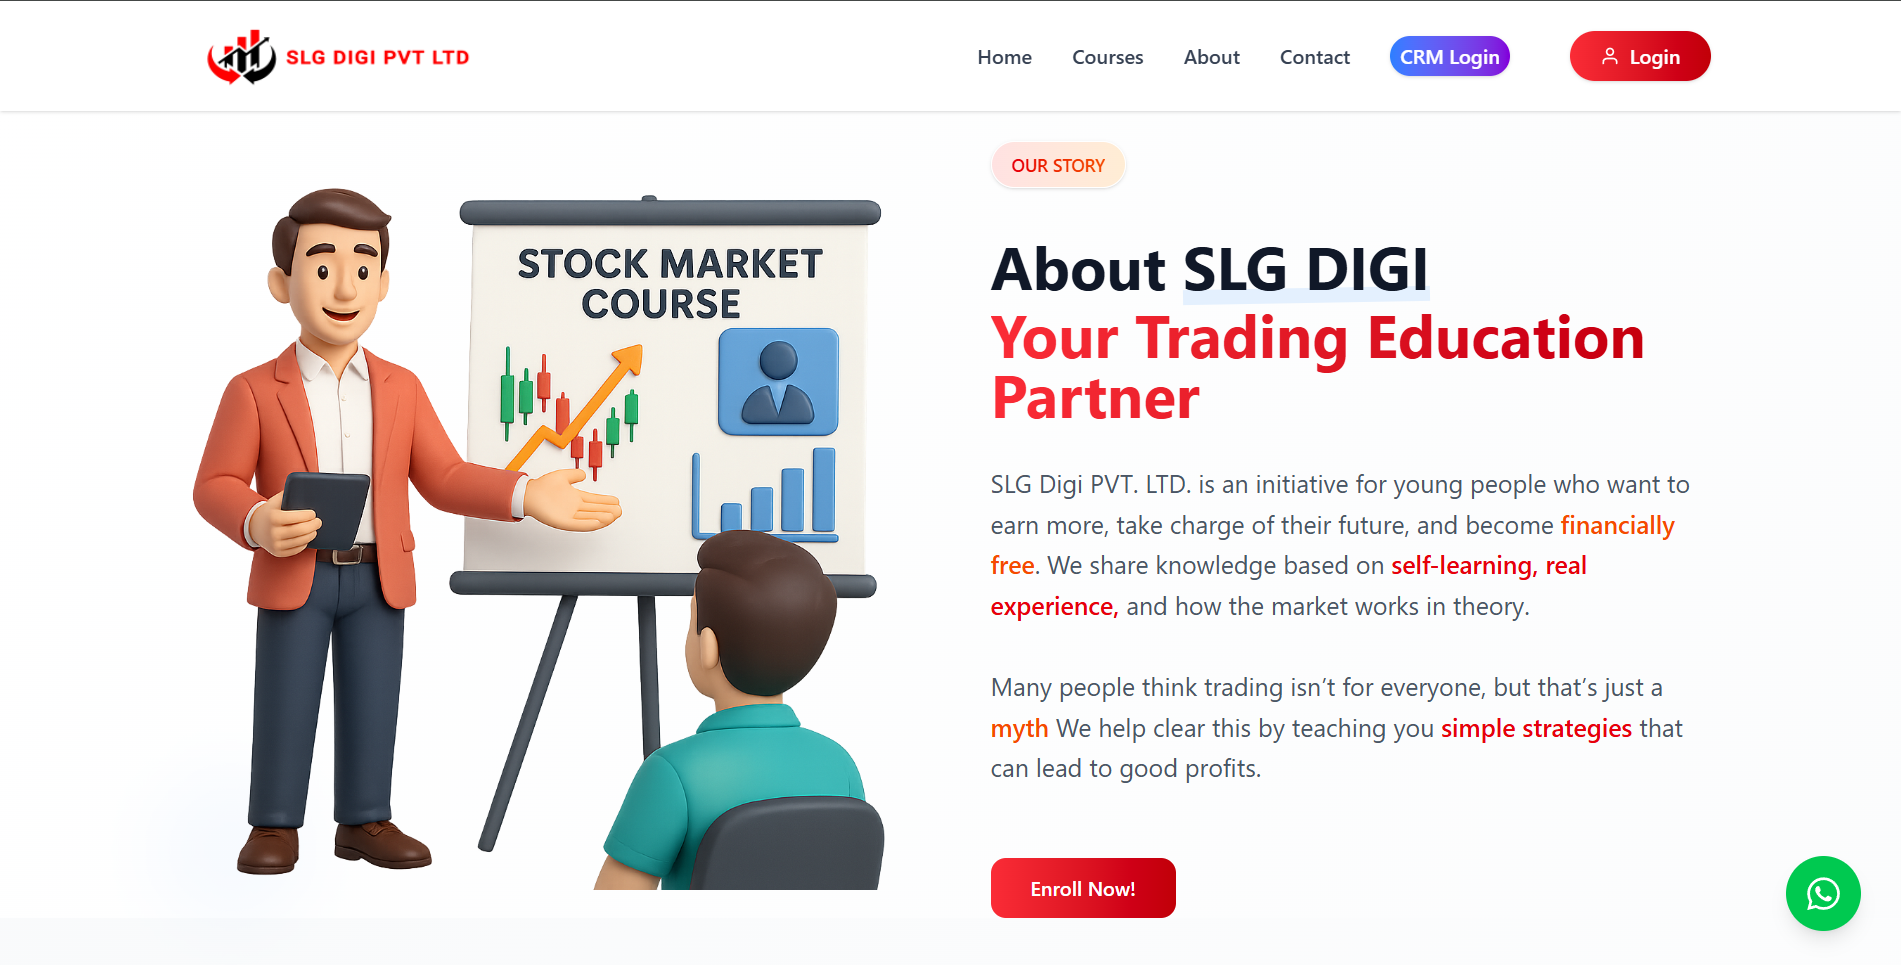 SLG DIGI PVT LTD
Home
Courses
About
Contact
CRM Login
Login
OUR STORY
STOCK MARKET
COURSE
About SLG DIGI
Your Trading Education
Partner
SLG Digi PVT. LTD. is an initiative for young people who want to
earn more, take charge of their future, and become financially
free. We share knowledge based on self-learning, real
experience, and how the market works in theory.
Many people think trading isn’t for everyone, but that’s just a
myth We help clear this by teaching you simple strategies that
can lead to good profits.
Enroll Now!